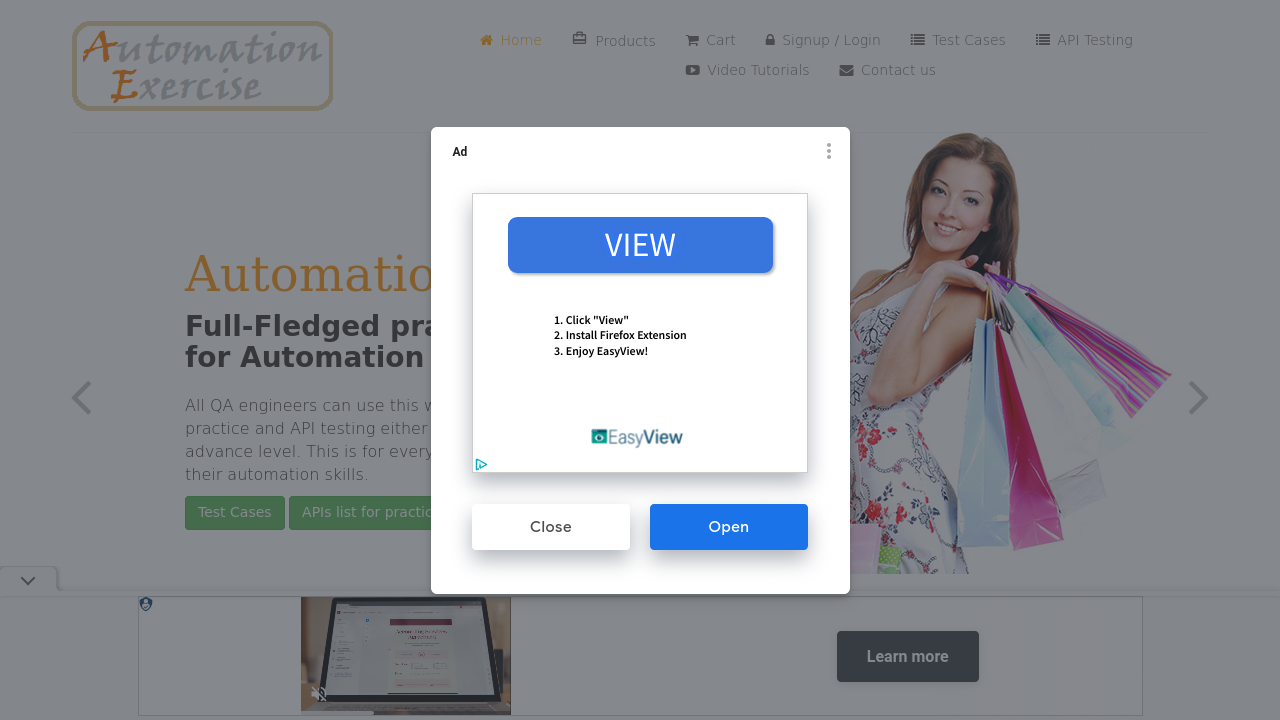 Automation
Exercise
Home
Products
Cart
Signup / Login
Test Cases
API Testing
Video Tutorials
Contact us
Ad
VIEW
1. Click "View"
2. Install Firefox Extension
3. Enjoy EasyView!
EasyView
Close
Open
Automatio
Full-Fledged pra
for Automation
All QA engineers can use this w
practice and API testing either
advance level. This is for every
their automation skills.
Test Cases
APIs list for practic
Learn more